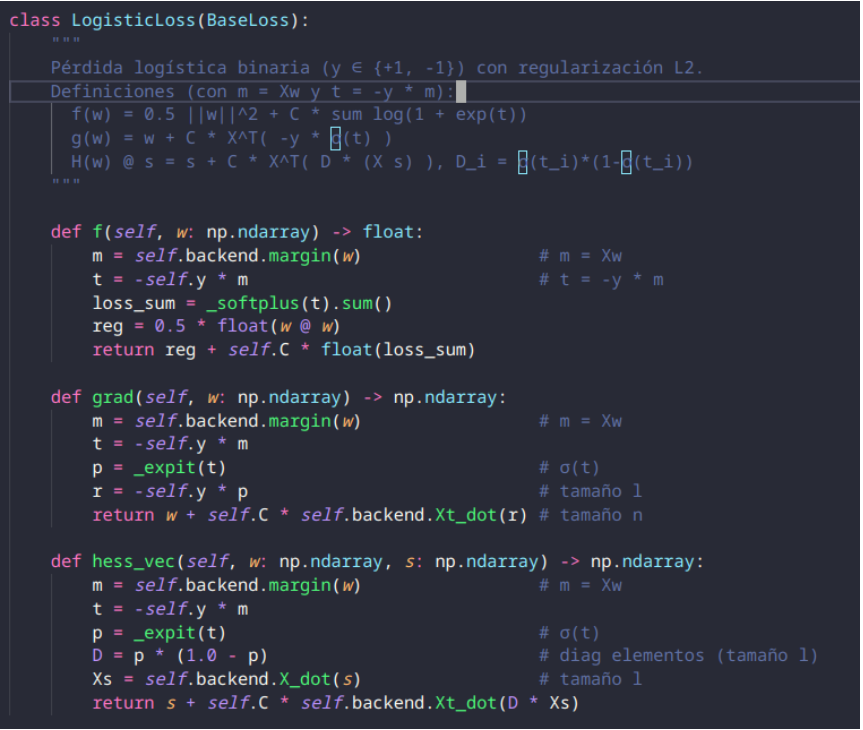 class LogisticLoss(BaseLoss):
"""
Pérdida logística binaria (y ∈ {+1, -1}) con regularización L2.
Definiciones (con m = Xw y t = -y * m):
f(w) = 0.5 ||w||^2 + C * sum log(1 + exp(t))
g(w) = w + C * X^T( -y * σ(t) )
H(w) @ s = s + C * X^T( D * (X s) ), D_i = σ(t_i)*(1-σ(t_i))
"""
def f(self, w: np.ndarray) -> float:
m = self.backend.margin(w) # m = Xw
t = -self.y * m # t = -y * m
loss_sum = _softplus(t).sum()
reg = 0.5 * float(w @ w)
return reg + self.C * float(loss_sum)
def grad(self, w: np.ndarray) -> np.ndarray:
m = self.backend.margin(w) # m = Xw
t = -self.y * m
p = _expit(t) # σ(t)
r = -self.y * p # tamaño l
return w + self.C * self.backend.Xt_dot(r) # tamaño n
def hess_vec(self, w: np.ndarray, s: np.ndarray) -> np.ndarray:
m = self.backend.margin(w) # m = Xw
t = -self.y * m
p = _expit(t) # σ(t)
D = p * (1.0 - p) # diag elementos (tamaño l)
Xs = self.backend.X_dot(s) # tamaño l
return s + self.C * self.backend.Xt_dot(D * Xs)